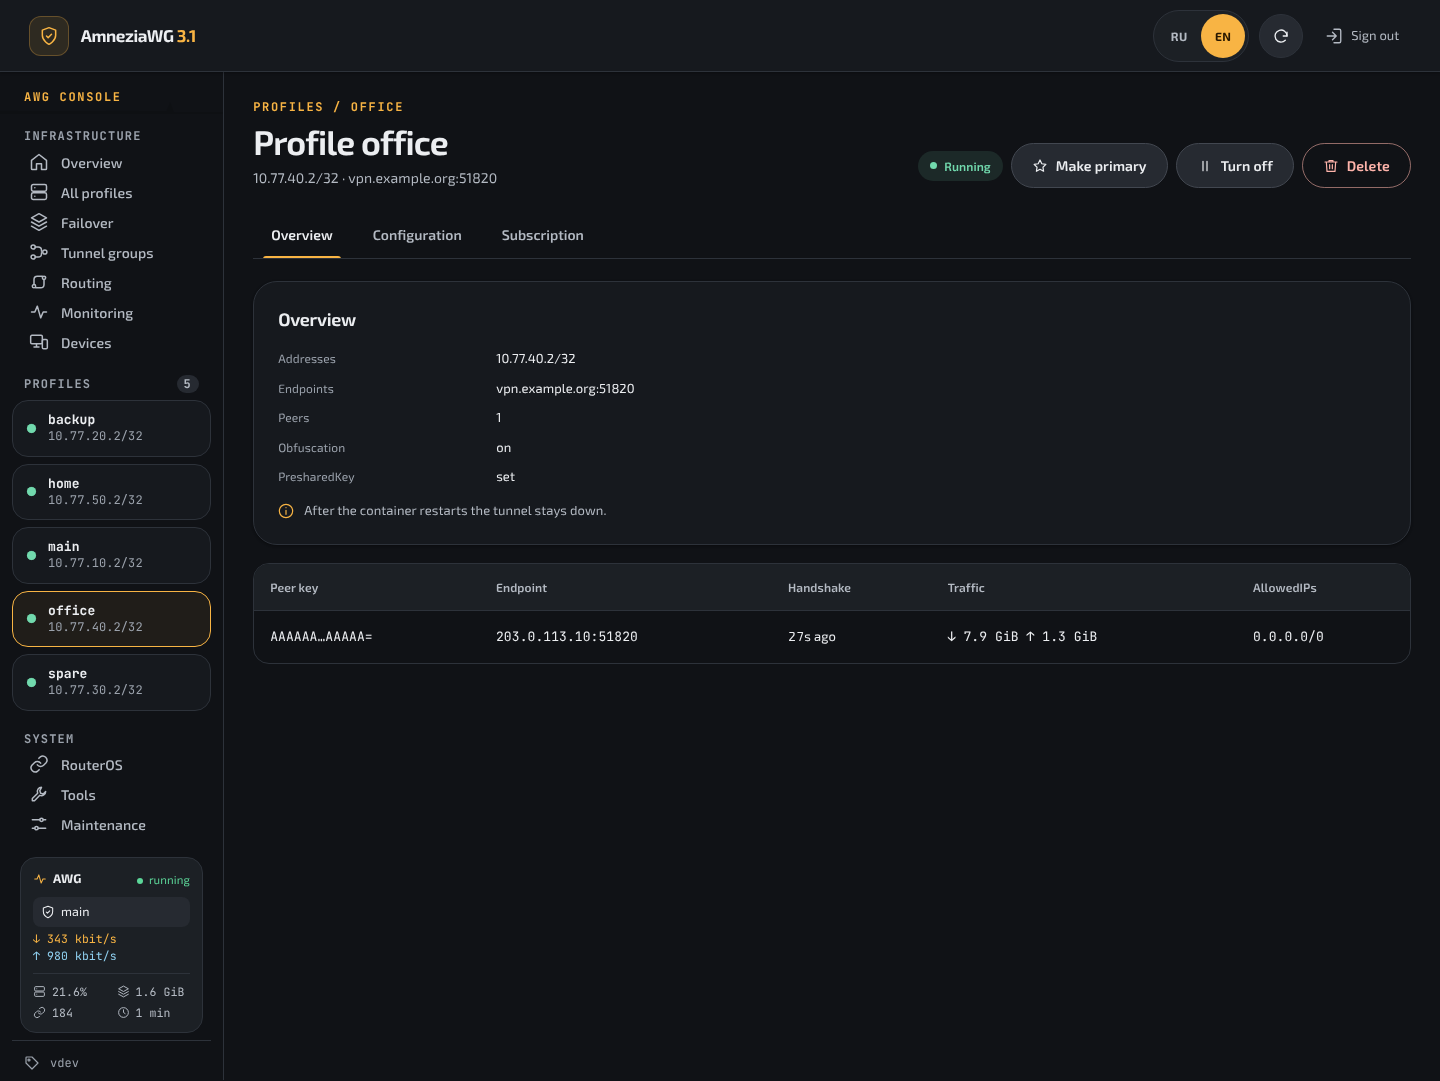 AmneziaWG 3.1
RU
EN
Sign out
AWG CONSOLE
INFRASTRUCTURE
Overview
All profiles
Failover
Tunnel groups
Routing
Monitoring
Devices
PROFILES 5
backup
10.77.20.2/32
home
10.77.50.2/32
main
10.77.10.2/32
office
10.77.40.2/32
spare
10.77.30.2/32
SYSTEM
RouterOS
Tools
Maintenance
AWG running
main
↓ 343 kbit/s
↑ 980 kbit/s
21.6% 1.6 GiB
184 1 min
vdev
PROFILES / OFFICE
Profile office
10.77.40.2/32 · vpn.example.org:51820
Running
Make primary
Turn off
Delete
Overview Configuration Subscription
Overview
Addresses 10.77.40.2/32
Endpoints vpn.example.org:51820
Peers 1
Obfuscation on
PresharedKey set
After the container restarts the tunnel stays down.
Peer key Endpoint Handshake Traffic AllowedIPs
AAAAAA…AAAAA= 203.0.113.10:51820 27s ago ↓ 7.9 GiB ↑ 1.3 GiB 0.0.0.0/0